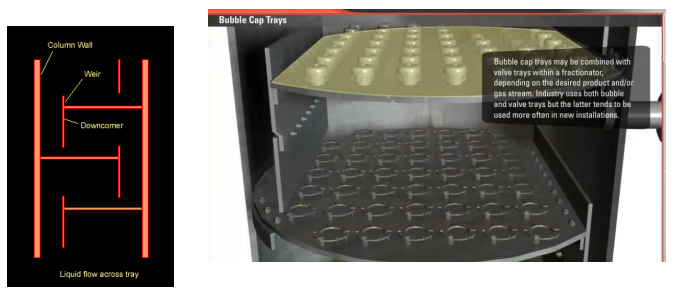 Column Wall
Weir
Downcomer
Liquid flow across tray
Bubble Cap Trays
Bubble cap trays may be combined with
valve trays within a fractionator,
depending on the desired product and/or
gas stream. Industry uses both bubble
and valve trays but the latter tends to be
used more often in new installations.